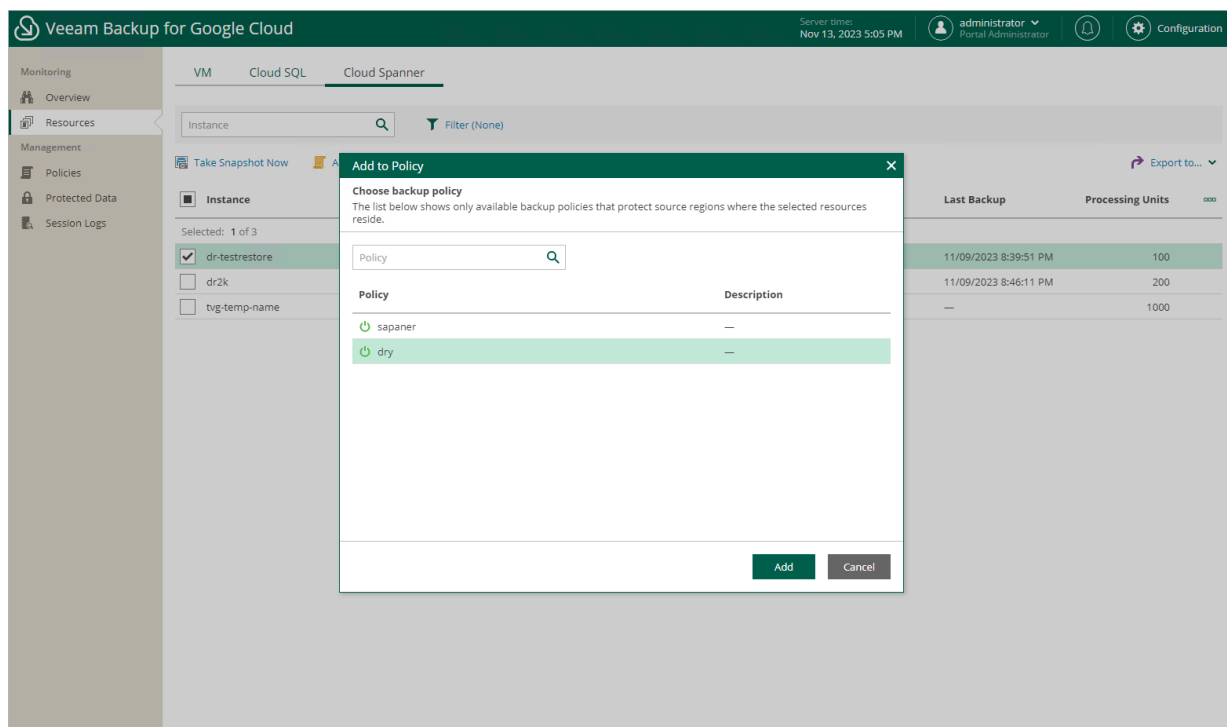 Veeam Backup for Google Cloud
Server time:
Nov 13, 2023 5:05 PM
administrator
Portal Administrator
Configuration
Monitoring
Overview
Resources
Management
Policies
Protected Data
Session Logs
VM Cloud SQL Cloud Spanner
Instance
Filter (None)
Take Snapshot Now A
Export to...
Instance Last Backup Processing Units
Selected: 1 of 3
dr-testrestore 11/09/2023 8:39:51 PM 100
dr2k 11/09/2023 8:46:11 PM 200
tvg-temp-name — 1000
Add to Policy
Choose backup policy
The list below shows only available backup policies that protect source regions where the selected resources
reside.
Policy
Policy Description
sapaner —
dry —
Add Cancel